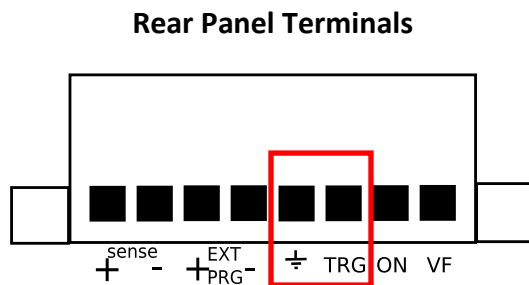 Rear Panel Terminals
sense EXT
+ - + PRG - ⏚ TRG ON VF